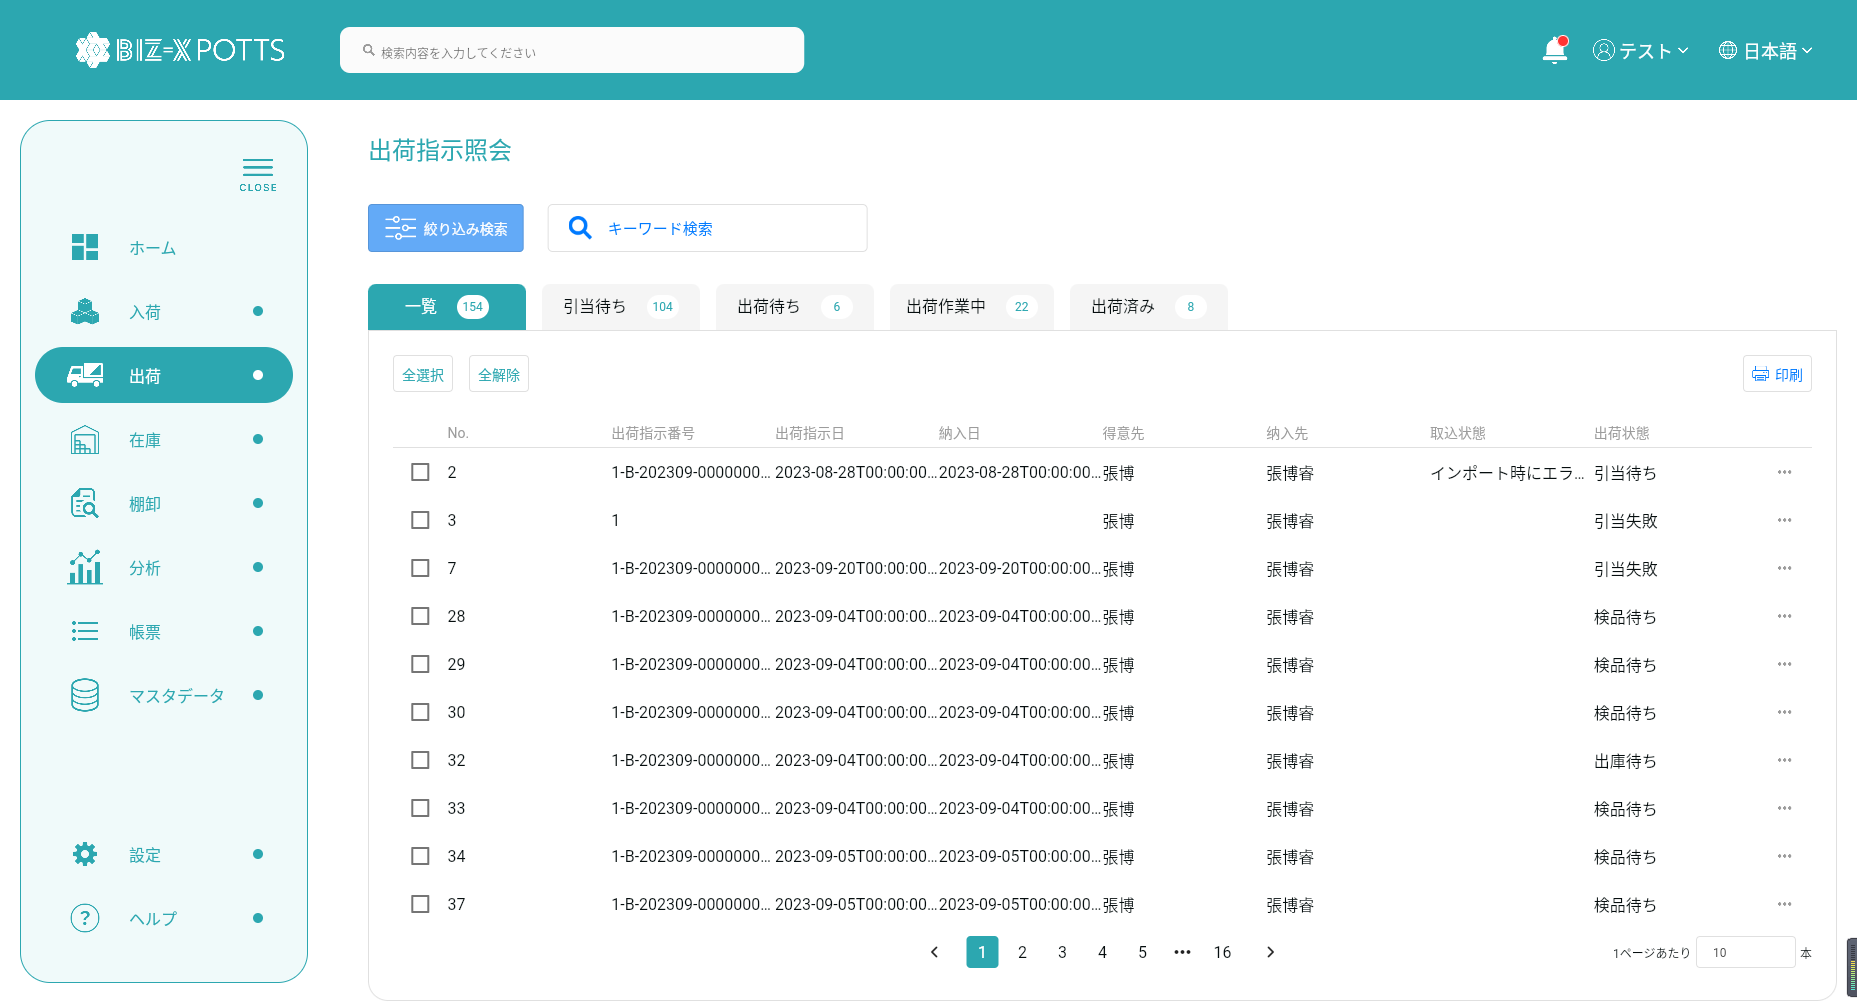 BIZ=X POTTS
検索内容を入力してください
テスト
日本語
CLOSE
ホーム
入荷
出荷
在庫
棚卸
分析
帳票
マスタデータ
設定
ヘルプ
出荷指示照会
絞り込み検索
キーワード検索
一覧 154
引当待ち 104
出荷待ち 6
出荷作業中 22
出荷済み 8
全選択
全解除
印刷
No. 出荷指示番号 出荷指示日 納入日 得意先 納入先 取込状態 出荷状態
2 1-B-202309-0000000... 2023-08-28T00:00:00... 2023-08-28T00:00:00... 張博 張博睿 インポート時にエラ... 引当待ち ...
3 1 張博 張博睿 引当失敗 ...
7 1-B-202309-0000000... 2023-09-20T00:00:00... 2023-09-20T00:00:00... 張博 張博睿 引当失敗 ...
28 1-B-202309-0000000... 2023-09-04T00:00:00... 2023-09-04T00:00:00... 張博 張博睿 検品待ち ...
29 1-B-202309-0000000... 2023-09-04T00:00:00... 2023-09-04T00:00:00... 張博 張博睿 検品待ち ...
30 1-B-202309-0000000... 2023-09-04T00:00:00... 2023-09-04T00:00:00... 張博 張博睿 検品待ち ...
32 1-B-202309-0000000... 2023-09-04T00:00:00... 2023-09-04T00:00:00... 張博 張博睿 出庫待ち ...
33 1-B-202309-0000000... 2023-09-04T00:00:00... 2023-09-04T00:00:00... 張博 張博睿 検品待ち ...
34 1-B-202309-0000000... 2023-09-05T00:00:00... 2023-09-05T00:00:00... 張博 張博睿 検品待ち ...
37 1-B-202309-0000000... 2023-09-05T00:00:00... 2023-09-05T00:00:00... 張博 張博睿 検品待ち ...
1 2 3 4 5 ••• 16
1ページあたり 10 本